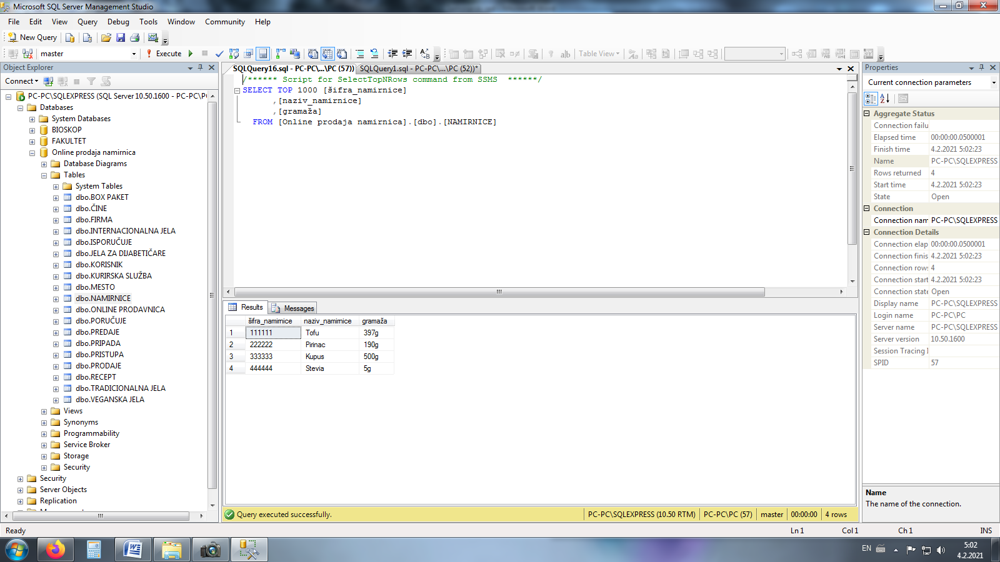 Microsoft SQL Server Management Studio
File Edit View Query Debug Tools Window Community Help
New Query
master Execute Table View
Object Explorer
Connect
PC-PC\SQLEXPRESS (SQL Server 10.50.1600 - PC-PC\P
Databases
System Databases
BIOSKOP
FAKULTET
Online prodaja namirnica
Database Diagrams
Tables
System Tables
dbo.BOX PAKET
dbo.ČINE
dbo.FIRMA
dbo.INTERNACIONALNA JELA
dbo.ISPORUČUJE
dbo.JELA ZA DIJABETIČARE
dbo.KORISNIK
dbo.KURIRSKA SLUŽBA
dbo.MESTO
dbo.NAMIRNICE
dbo.ONLINE PRODAVNICA
dbo.PORUČUJE
dbo.PREDAJE
dbo.PRIPADA
dbo.PRISTUPA
dbo.PRODAJE
dbo.RECEPT
dbo.TRADICIONALNA JELA
dbo.VEGANSKA JELA
Views
Synonyms
Programmability
Service Broker
Storage
Security
Security
Server Objects
Replication
SQLQuery16.sql - PC-PC\...\PC (57)) SQLQuery1.sql - PC-PC\...\PC (52))*
/****** Script for SelectTopNRows command from SSMS ******/
SELECT TOP 1000 [šifra_namirnice]
,[naziv_namirnice]
,[gramaža]
FROM [Online prodaja namirnica].[dbo].[NAMIRNICE]
Results Messages
šifra_namirnice naziv_namirnice gramaža
1 111111 Tofu 397g
2 222222 Pirinac 190g
3 333333 Kupus 500g
4 444444 Stevia 5g
Query executed successfully. PC-PC\SQLEXPRESS (10.50 RTM) PC-PC\PC (57) master 00:00:00 4 rows
Properties
Current connection parameters
Aggregate Status
Connection failu
Elapsed time 00:00:00.0500001
Finish time 4.2.2021 5:02:23
Name PC-PC\SQLEXPRESS
Rows returned 4
Start time 4.2.2021 5:02:23
State Open
Connection
Connection nam PC-PC\SQLEXPRESS
Connection Details
Connection elap 00:00:00.0500001
Connection finis 4.2.2021 5:02:23
Connection rows 4
Connection start 4.2.2021 5:02:23
Connection state Open
Display name PC-PC\SQLEXPRESS
Login name PC-PC\PC
Server name PC-PC\SQLEXPRESS
Server version 10.50.1600
Session Tracing I
SPID 57
Name
The name of the connection.
Ready Ln 1 Col 1 Ch 1 INS
EN 5:02
4.2.2021